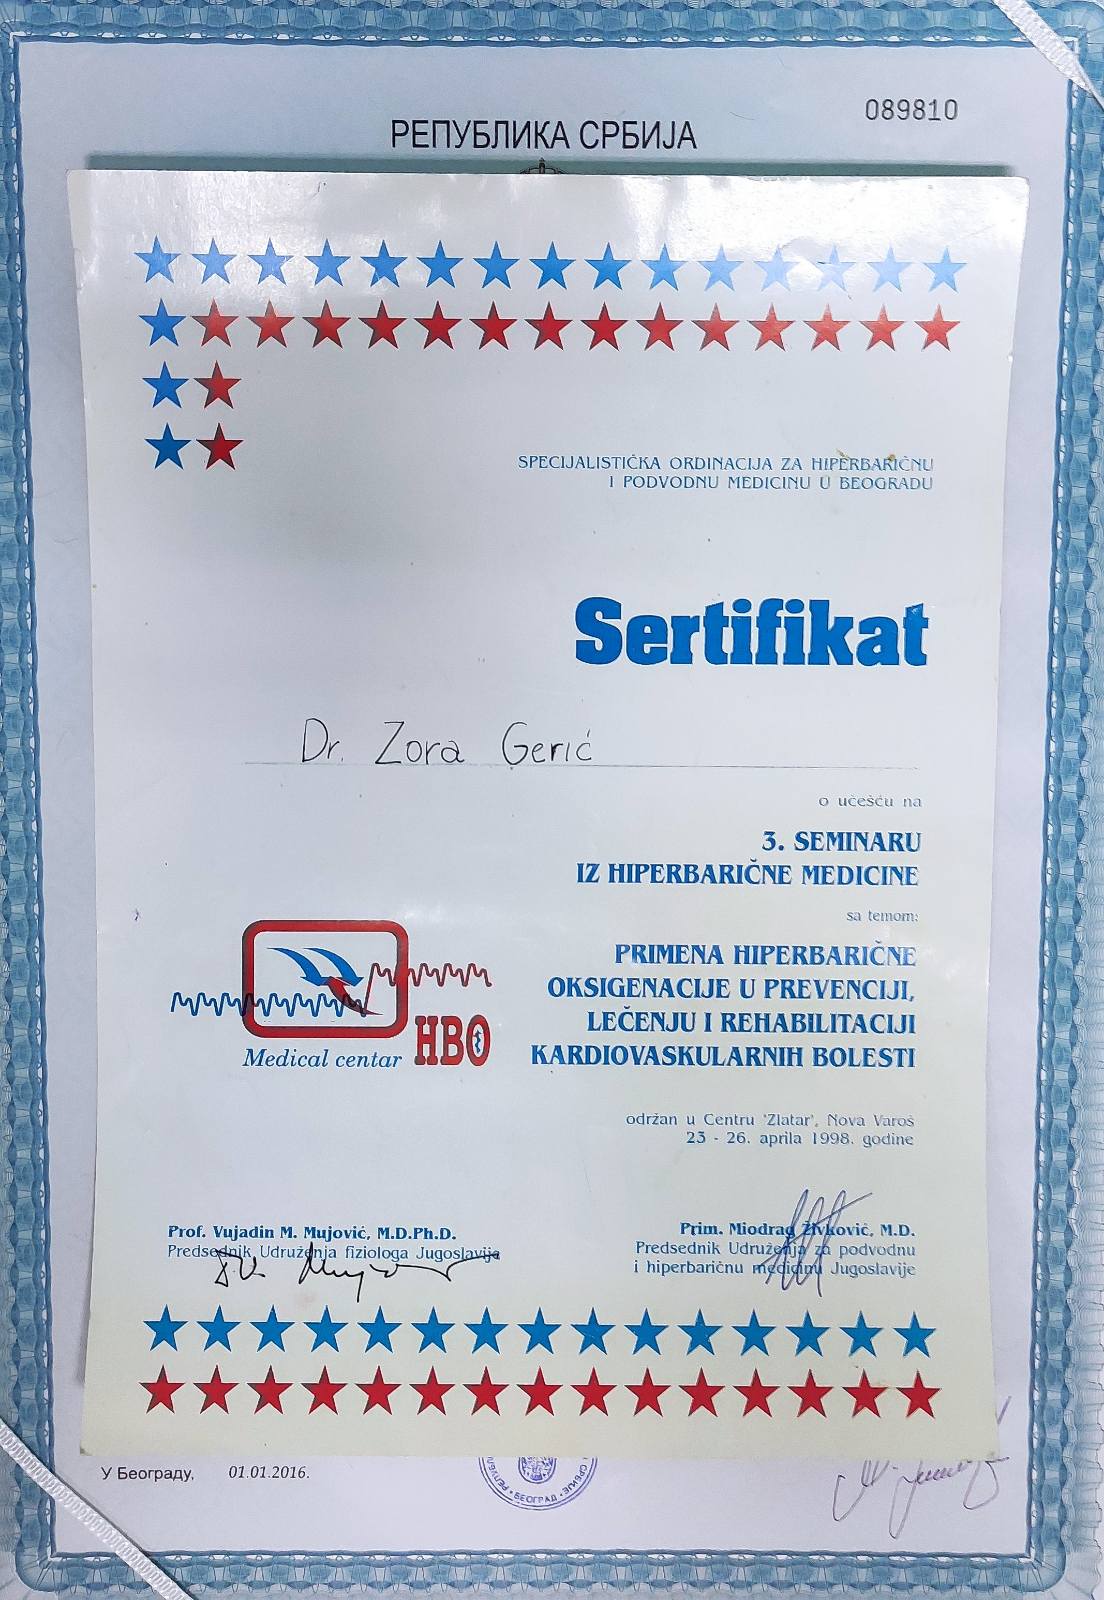 089810
РЕПУБЛИКА СРБИЈА
SPECIJALISTIČKA ORDINACIJA ZA HIPERBARIČNU
I PODVODNU MEDICINU U BEOGRADU
Sertifikat
Dr. Zora Gerić
o učešću na
3. SEMINARU
IZ HIPERBARIČNE MEDICINE
sa temom:
PRIMENA HIPERBARIČNE
OKSIGENACIJE U PREVENCIJI,
LEČENJU I REHABILITACIJI
KARDIOVASKULARNIH BOLESTI
Medical centar HBO
održan u Centru 'Zlatar', Nova Varoš
23 - 26. aprila 1998. godine
Prof. Vujadin M. Mujović, M.D.Ph.D.
Predsednik Udruženja fiziologa Jugoslavije
Prim. Miodrag Živković, M.D.
Predsednik Udruženja za podvodnu
i hiperbaričnu medicinu Jugoslavije
У Београду, 01.01.2016.
БЕОГРАД